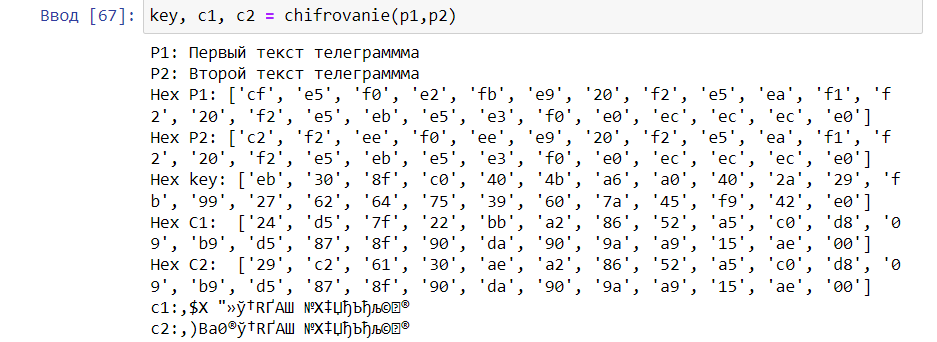 Ввод [67]: key, c1, c2 = chifrovanie(p1,p2)
P1: Первый текст телеграммма
P2: Второй текст телеграммма
Hex P1: ['cf', 'e5', 'f0', 'e2', 'fb', 'e9', '20', 'f2', 'e5', 'ea', 'f1', 'f
2', '20', 'f2', 'e5', 'eb', 'e5', 'e3', 'f0', 'e0', 'ec', 'ec', 'ec', 'e0']
Hex P2: ['c2', 'f2', 'ee', 'f0', 'ee', 'e9', '20', 'f2', 'e5', 'ea', 'f1', 'f
2', '20', 'f2', 'e5', 'eb', 'e5', 'e3', 'f0', 'e0', 'ec', 'ec', 'ec', 'e0']
Hex key: ['eb', '30', '8f', 'c0', '40', '4b', 'a6', 'a0', '40', '2a', '29', 'f
b', '99', '27', '62', '64', '75', '39', '60', '7a', '45', 'f9', '42', 'e0']
Hex C1:  ['24', 'd5', '7f', '22', 'bb', 'a2', '86', '52', 'a5', 'c0', 'd8', '0
9', 'b9', 'd5', '87', '8f', '90', 'da', '90', '9a', 'a9', '15', 'ae', '00']
Hex C2:  ['29', 'c2', '61', '30', 'ae', 'a2', '86', '52', 'a5', 'c0', 'd8', '0
9', 'b9', 'd5', '87', '8f', '90', 'da', '90', '9a', 'a9', '15', 'ae', '00']
c1:,$Х "»ў†RҐАШ №Х‡ЏђЪђљ©®
c2:,)Вa0®ў†RҐАШ №Х‡ЏђЪђљ©®